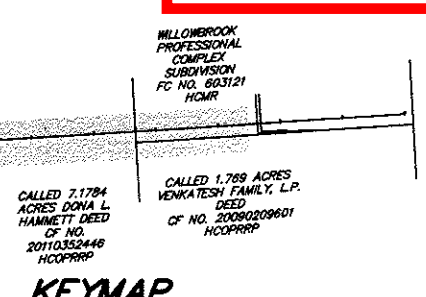 WILLOWBROOK
PROFESSIONAL
COMPLEX
SUBDIVISION
FC NO. 603121
HCMR
CALLED 7.1784
ACRES DONA L.
HAMMETT DEED
CF NO.
20110352446
HCOPRRP
CALLED 1.769 ACRES
VENKATESH FAMILY, L.P.
DEED
CF NO. 20090209601
HCOPRRP
KEYMAP